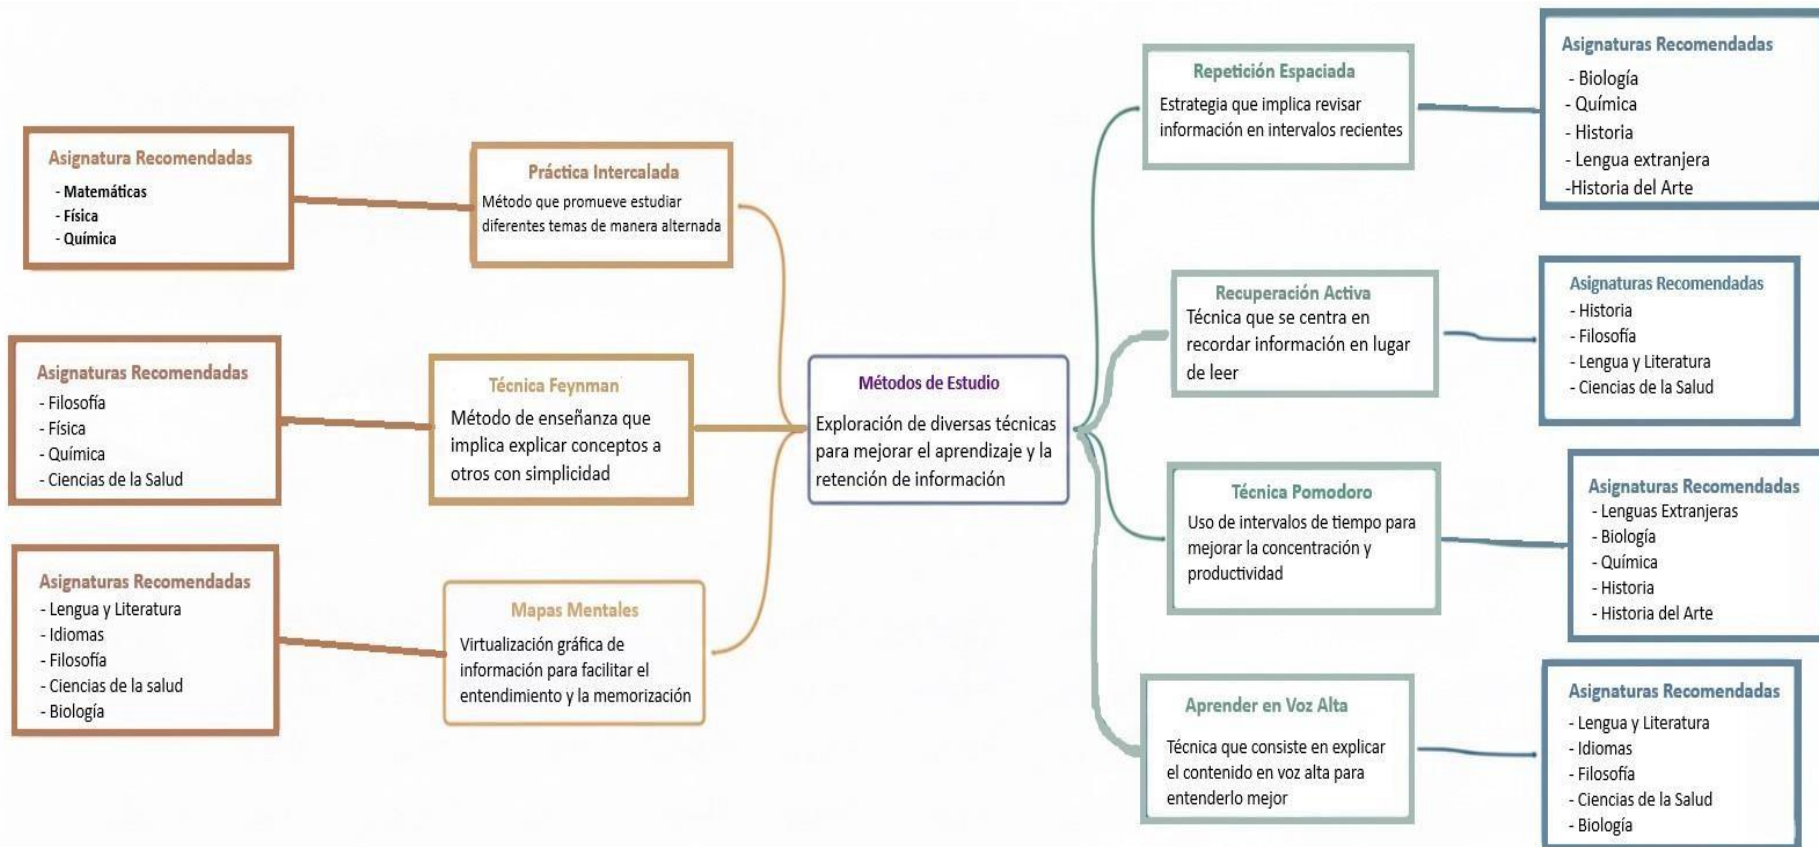 Asignatura Recomendadas
- Matemáticas
- Física
- Química
Práctica Intercalada
Método que promueve estudiar
diferentes temas de manera alternada
Asignaturas Recomendadas
- Filosofía
- Física
- Química
- Ciencias de la Salud
Técnica Feynman
Método de enseñanza que
implica explicar conceptos a
otros con simplicidad
Asignaturas Recomendadas
- Lengua y Literatura
- Idiomas
- Filosofía
- Ciencias de la salud
- Biología
Mapas Mentales
Virtualización gráfica de
información para facilitar el
entendimiento y la memorización
Métodos de Estudio
Exploración de diversas técnicas
para mejorar el aprendizaje y la
retención de información
Repetición Espaciada
Estrategia que implica revisar
información en intervalos recientes
Asignaturas Recomendadas
- Biología
- Química
- Historia
- Lengua extranjera
-Historia del Arte
Recuperación Activa
Técnica que se centra en
recordar información en lugar
de leer
Asignaturas Recomendadas
- Historia
- Filosofía
- Lengua y Literatura
- Ciencias de la Salud
Técnica Pomodoro
Uso de intervalos de tiempo para
mejorar la concentración y
productividad
Asignaturas Recomendadas
- Lenguas Extranjeras
- Biología
- Química
- Historia
- Historia del Arte
Aprender en Voz Alta
Técnica que consiste en explicar
el contenido en voz alta para
entenderlo mejor
Asignaturas Recomendadas
- Lengua y Literatura
- Idiomas
- Filosofía
- Ciencias de la Salud
- Biología